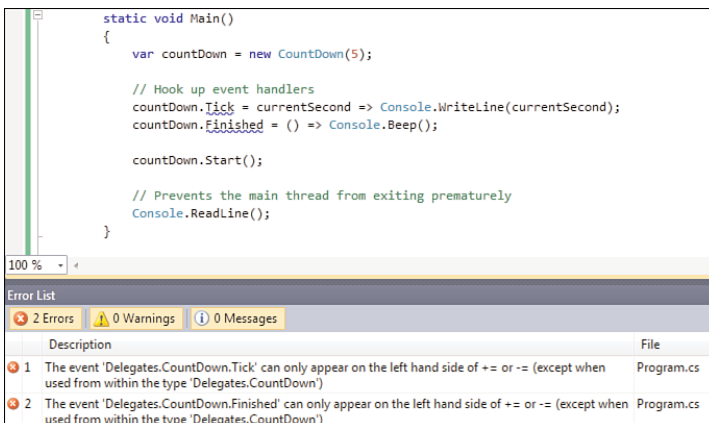 static void Main()
{
var countDown = new CountDown(5);
// Hook up event handlers
countDown.Tick = currentSecond => Console.WriteLine(currentSecond);
countDown.Finished = () => Console.Beep();
countDown.Start();
// Prevents the main thread from exiting prematurely
Console.ReadLine();
}
100 %
Error List
2 Errors 0 Warnings 0 Messages
Description File
1 The event 'Delegates.CountDown.Tick' can only appear on the left hand side of += or -= (except when Program.cs
used from within the type 'Delegates.CountDown')
2 The event 'Delegates.CountDown.Finished' can only appear on the left hand side of += or -= (except when Program.cs
used from within the type 'Delegates.CountDown')